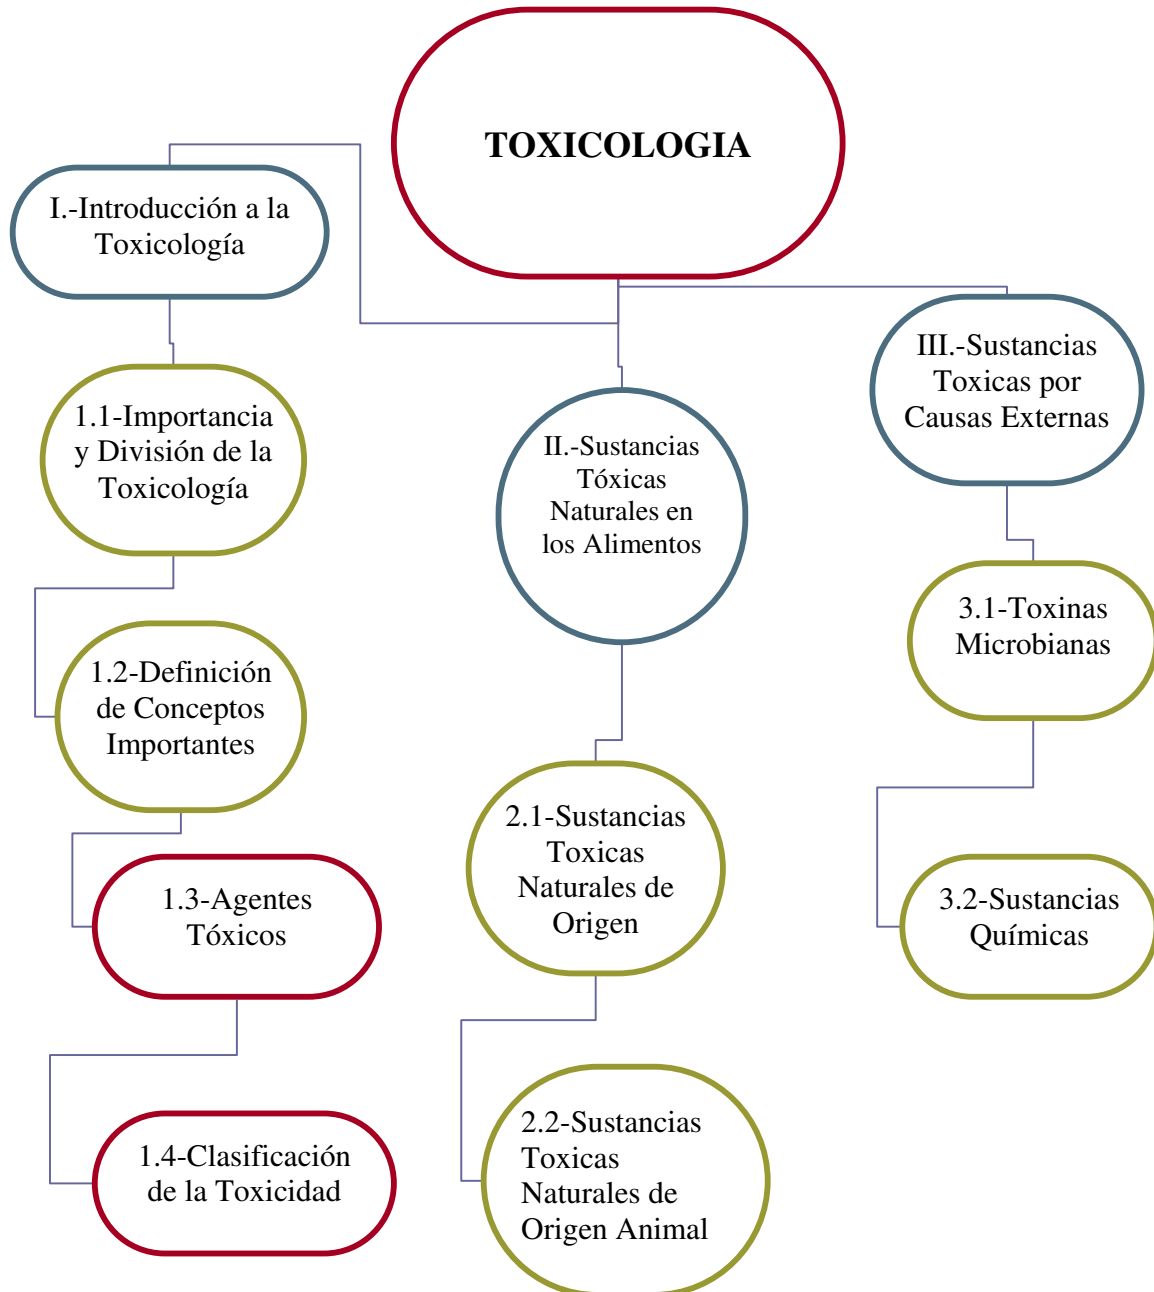 TOXICOLOGIA
I.-Introducción a la
Toxicología
1.1-Importancia
y División de la
Toxicología
1.2-Definición
de Conceptos
Importantes
1.3-Agentes
Tóxicos
1.4-Clasificación
de la Toxicidad
II.-Sustancias
Tóxicas
Naturales en
los Alimentos
2.1-Sustancias
Toxicas
Naturales de
Origen
2.2-Sustancias
Toxicas
Naturales de
Origen Animal
III.-Sustancias
Toxicas por
Causas Externas
3.1-Toxinas
Microbianas
3.2-Sustancias
Químicas